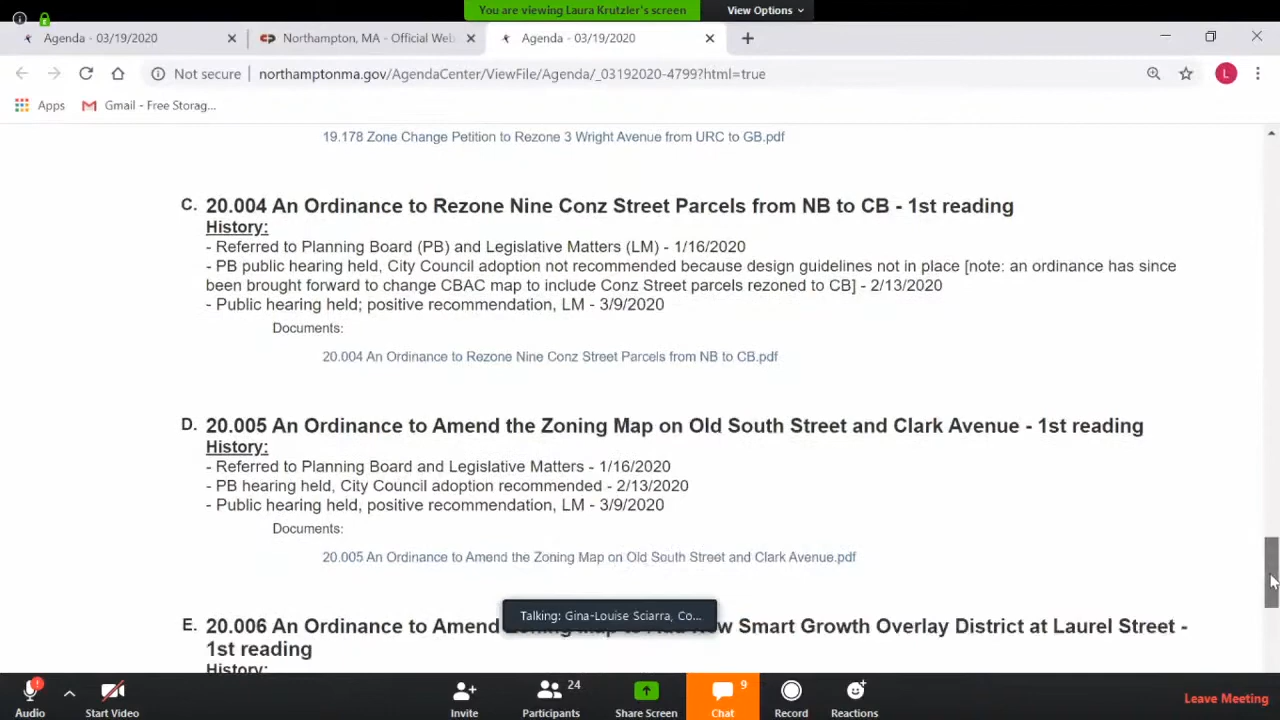 You are viewing Laura Krutzler's screen
View Options
Agenda - 03/19/2020
Northampton, MA - Official Web
Agenda - 03/19/2020
Not secure
northamptonma.gov/AgendaCenter/ViewFile/Agenda/_03192020-4799?html=true
L
Apps
Gmail - Free Storag...
19.178 Zone Change Petition to Rezone 3 Wright Avenue from URC to GB.pdf
C. 20.004 An Ordinance to Rezone Nine Conz Street Parcels from NB to CB - 1st reading
History:
- Referred to Planning Board (PB) and Legislative Matters (LM) - 1/16/2020
- PB public hearing held, City Council adoption not recommended because design guidelines not in place [note: an ordinance has since
been brought forward to change CBAC map to include Conz Street parcels rezoned to CB] - 2/13/2020
- Public hearing held; positive recommendation, LM - 3/9/2020
Documents:
20.004 An Ordinance to Rezone Nine Conz Street Parcels from NB to CB.pdf
D. 20.005 An Ordinance to Amend the Zoning Map on Old South Street and Clark Avenue - 1st reading
History:
- Referred to Planning Board and Legislative Matters - 1/16/2020
- PB hearing held, City Council adoption recommended - 2/13/2020
- Public hearing held, positive recommendation, LM - 3/9/2020
Documents:
20.005 An Ordinance to Amend the Zoning Map on Old South Street and Clark Avenue.pdf
Talking: Gina-Louise Sciarra, Co...
E. 20.006 An Ordinance to Amend Smart Growth Overlay District at Laurel Street -
1st reading
History:
24
9
Audio
Start Video
Invite
Participants
Share Screen
Chat
Record
Reactions
Leave Meeting